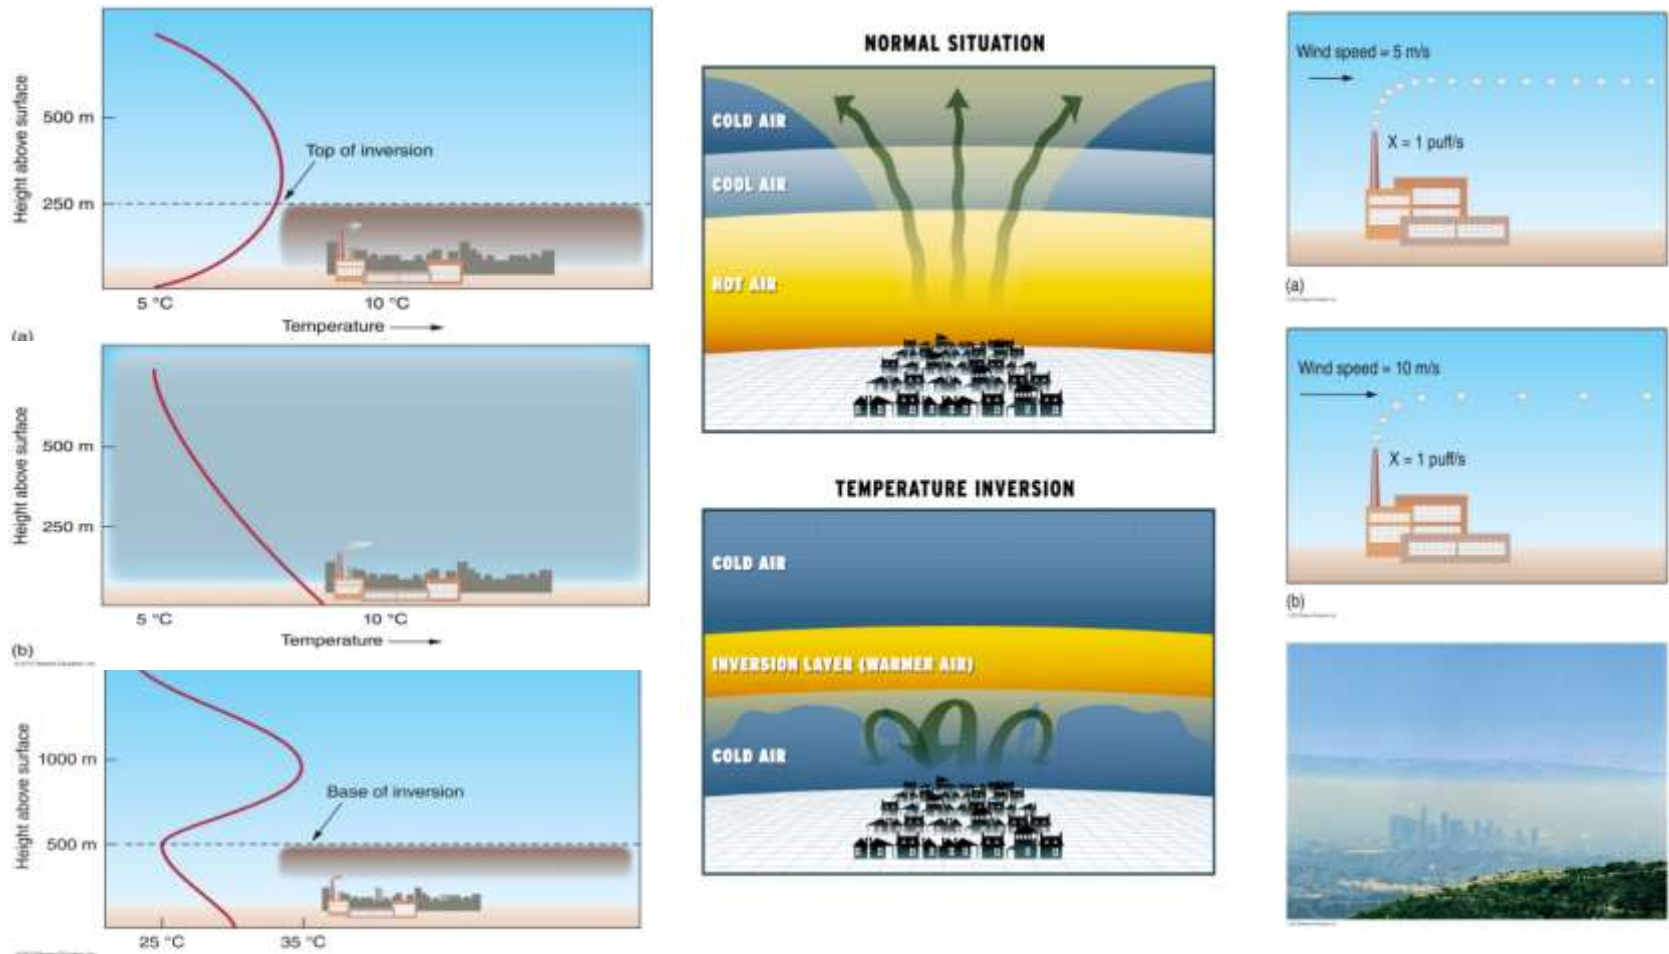 Height above surface
500 m
250 m
Top of inversion
5 °C
10 °C
Temperature
(a)
Height above surface
500 m
250 m
5 °C
10 °C
Temperature
(b)
Height above surface
1000 m
500 m
Base of inversion
25 °C
35 °C
NORMAL SITUATION
COLD AIR
COOL AIR
HOT AIR
TEMPERATURE INVERSION
COLD AIR
INVERSION LAYER (WARMER AIR)
COLD AIR
Wind speed = 5 m/s
X = 1 puff/s
(a)
Wind speed = 10 m/s
X = 1 puff/s
(b)